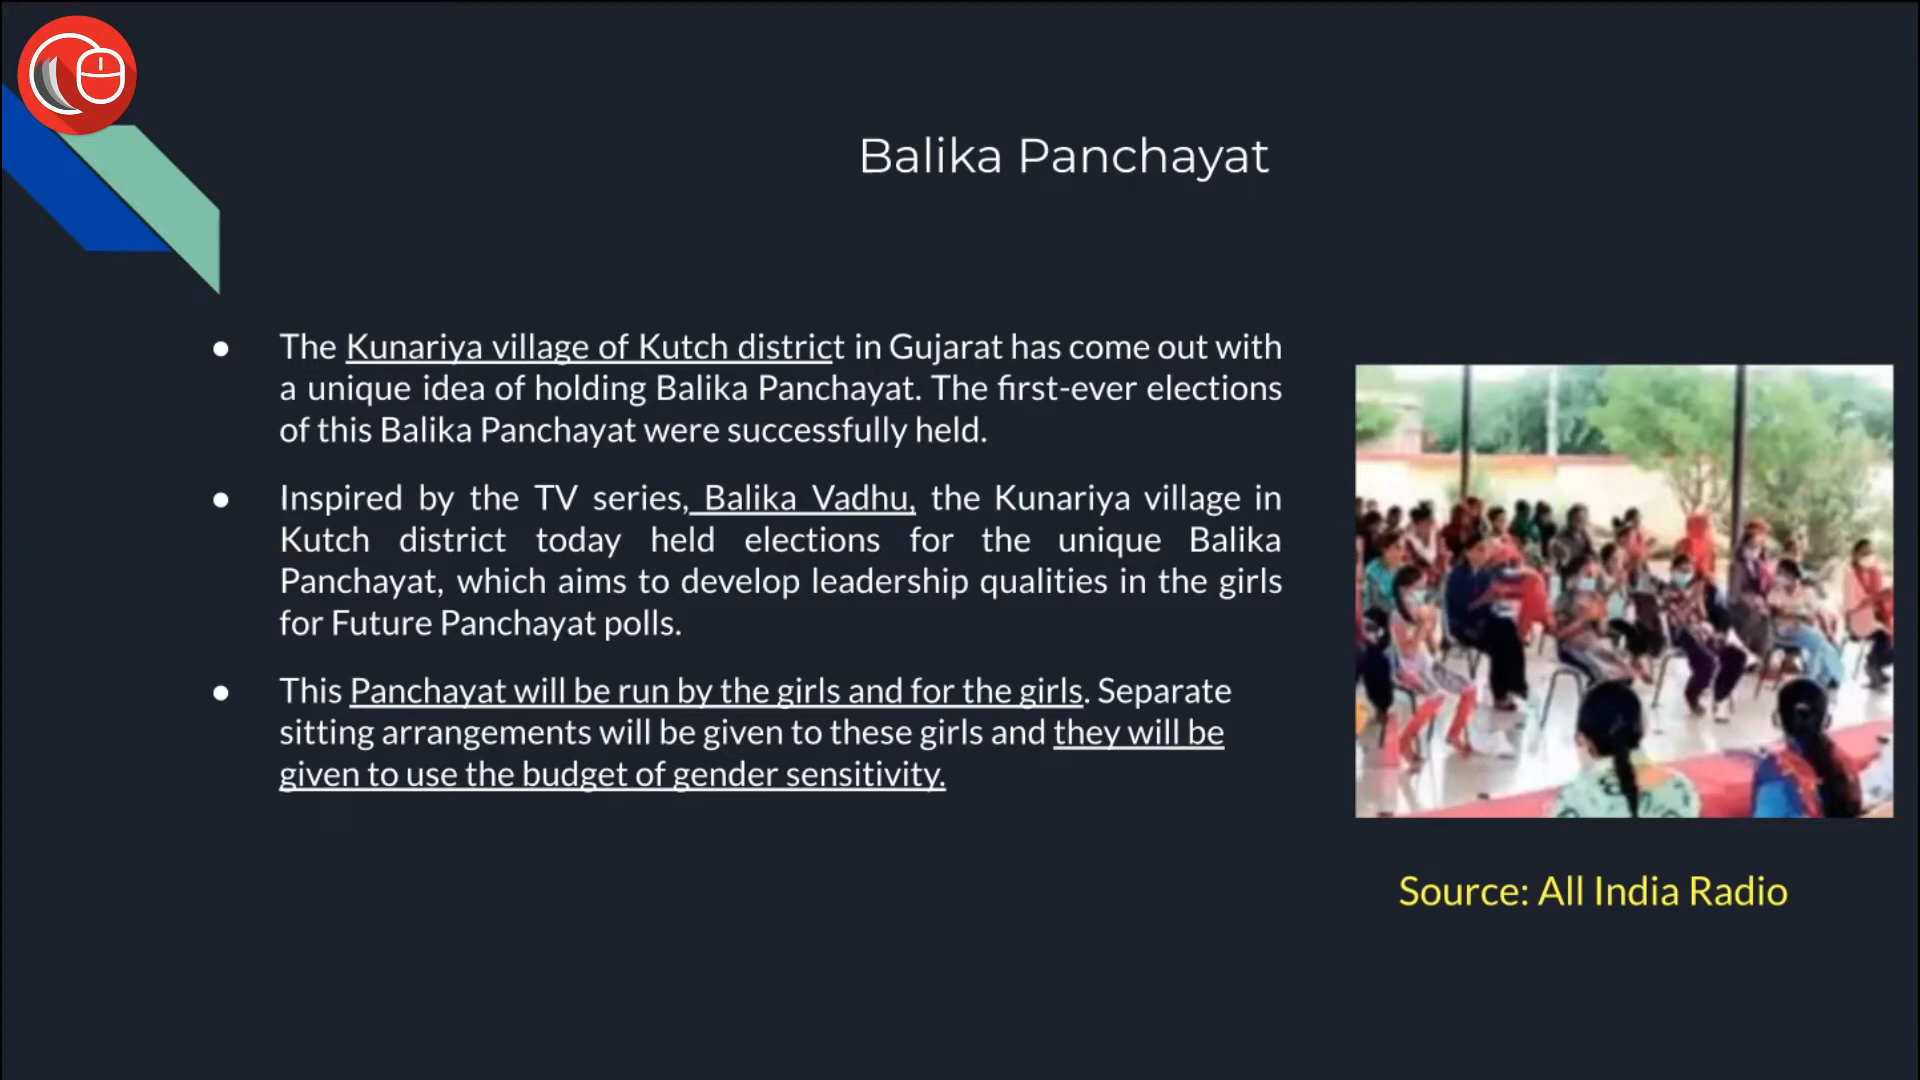 Balika Panchayat
● The Kunariya village of Kutch district in Gujarat has come out with
a unique idea of holding Balika Panchayat. The first-ever elections
of this Balika Panchayat were successfully held.
● Inspired by the TV series, Balika Vadhu, the Kunariya village in
Kutch district today held elections for the unique Balika
Panchayat, which aims to develop leadership qualities in the girls
for Future Panchayat polls.
● This Panchayat will be run by the girls and for the girls. Separate
sitting arrangements will be given to these girls and they will be
given to use the budget of gender sensitivity.
Source: All India Radio